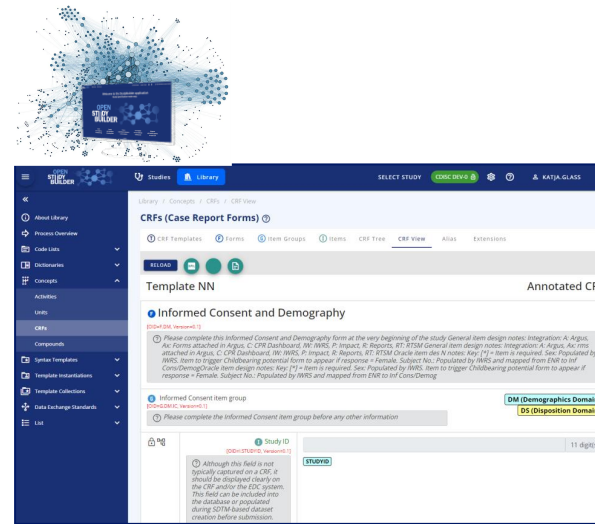 OPEN
STUDY
BUILDER
OPEN
STUDY
BUILDER
Studies
Library
SELECT STUDY
CDISC DEV-0
KATJA.GLASS
About Library
Process Overview
Code Lists
Dictionaries
Concepts
Activities
Units
CRFs
Compounds
Syntax Templates
Template Instantiations
Template Collections
Data Exchange Standards
List
Library / Concepts / CRFs / CRF View
CRFs (Case Report Forms)
CRF Templates
Forms
Item Groups
Items
CRF Tree
CRF View
Alias
Extensions
RELOAD
Template NN
Annotated CR
Informed Consent and Demography
[OID=F.DM, Version=0.1]
Please complete this Informed Consent and Demography form at the very beginning of the study General item design notes: Integration: A: Argus,
Ax: Forms attached in Argus, C: CPR Dashboard, IW: IWRS, P: Impact, R: Reports, RT: RTSM General item design notes: Integration: A: Argus, Ax: rms
attached in Argus, C: CPR Dashboard, IW: IWRS, P: Impact, R: Reports, RT: RTSM Oracle item des N notes: Key: [*] = Item is required. Sex: Populated by
IWRS. Item to trigger Childbearing potential form to appear if response = Female. Subject No.: Populated by IWRS and mapped from ENR to Inf
Cons/DemogOracle item design notes: Key: [*] = Item is required. Sex: Populated by IWRS. Item to trigger Childbearing potential form to appear if
response = Female. Subject No.: Populated by IWRS and mapped from ENR to Inf Cons/Demog
Informed Consent item group
[OID=G.DM.IC, Version=0.1]
DM (Demographics Domai
DS (Disposition Domai
Please complete the Informed Consent item group before any other information
Study ID
[OID=I.STUDYID, Version=0.1]
11 digit(
STUDYID
Although this field is not
typically captured on a CRF, it
should be displayed clearly on
the CRF and/or the EDC system.
This field can be included into
the database or populated
during SDTM-based dataset
creation before submission.